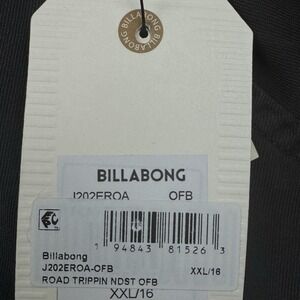 BILLABONG BILLABONG
BILLABONG
J202EROA OFB
1 94843 81526 3
Billabong
J202EROA-OFB XXL/16
ROAD TRIPPIN NDST OFB
XXL/16